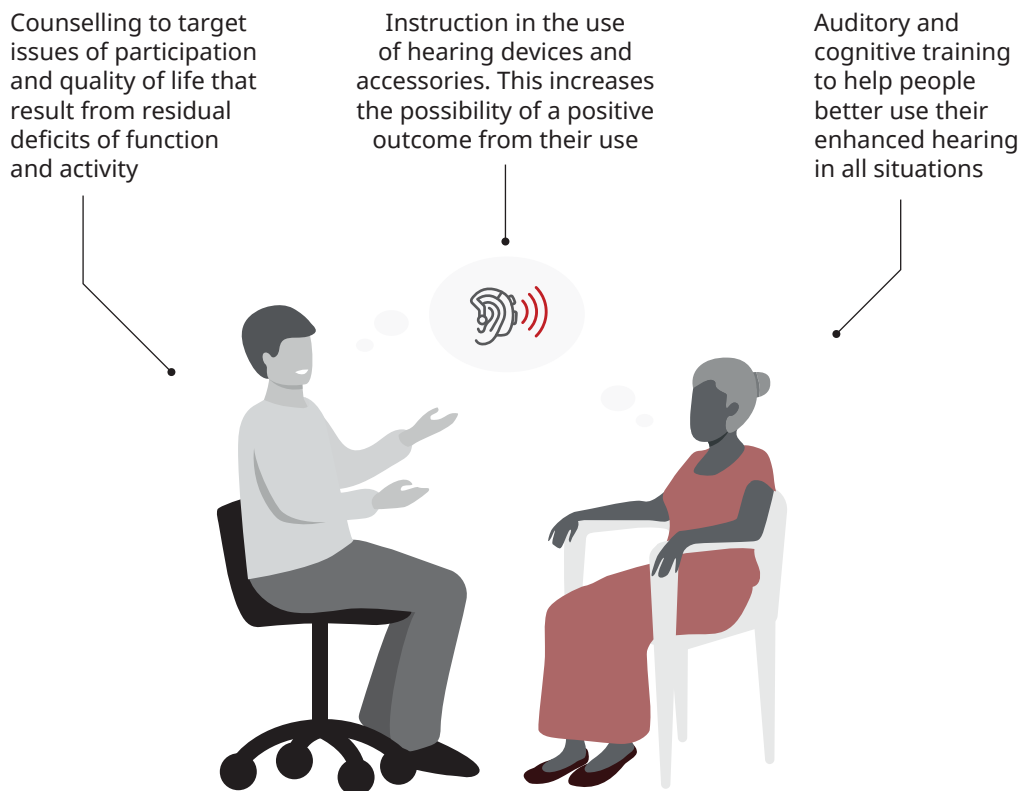 Counselling to target
issues of participation
and quality of life that
result from residual
deficits of function
and activity
Instruction in the use
of hearing devices and
accessories. This increases
the possibility of a positive
outcome from their use
Auditory and
cognitive training
to help people
better use their
enhanced hearing
in all situations